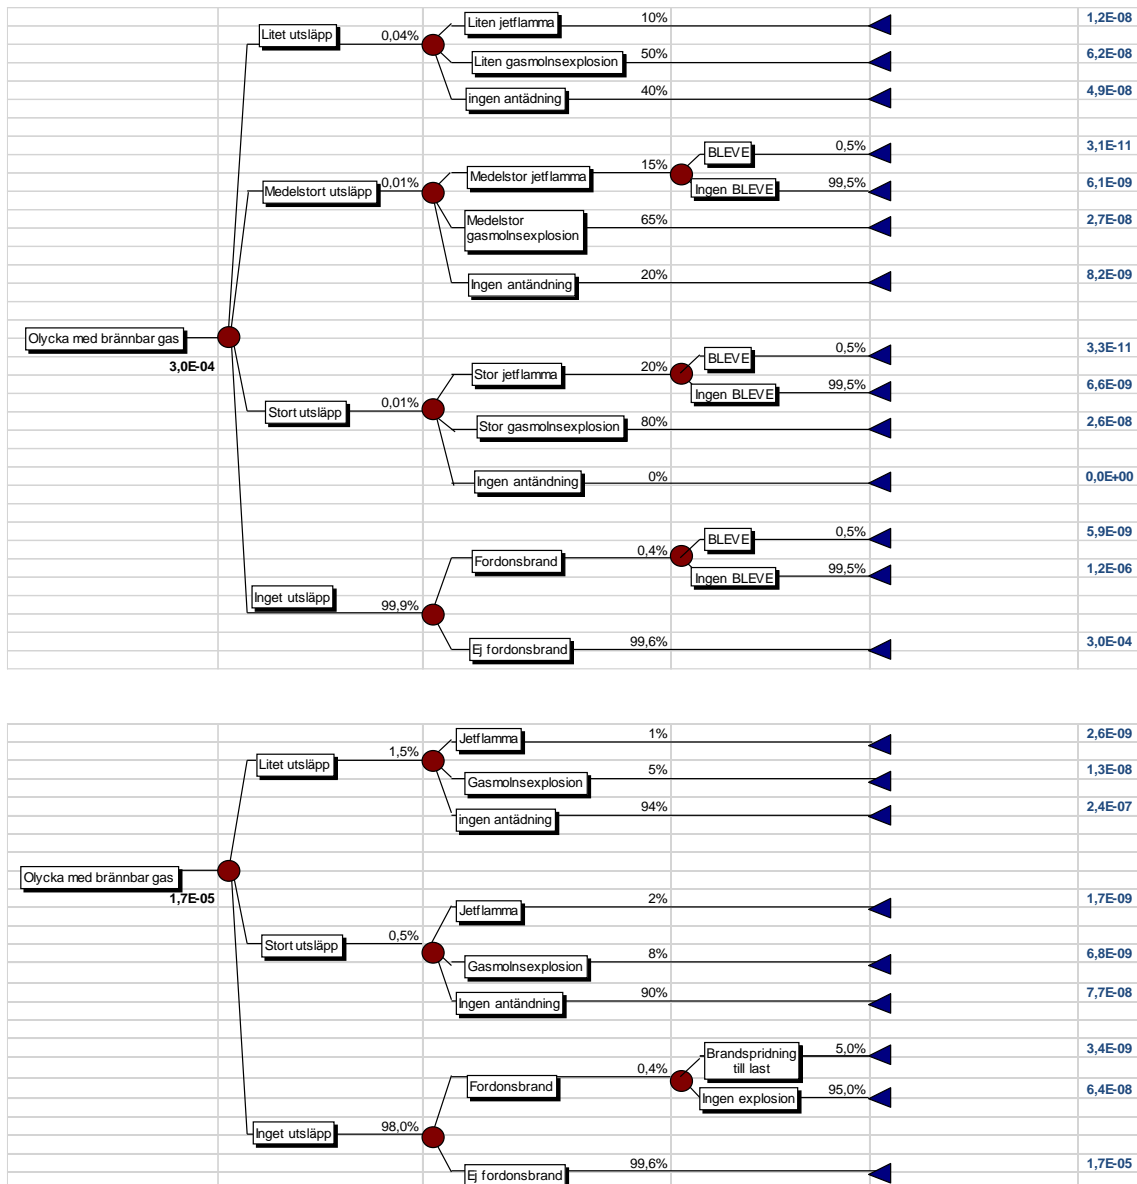 Liten jetflamma 10% 1,2E-08
Litet utsläpp 0,04%
Liten gasmolnsexplosion 50% 6,2E-08
ingen antädning 40% 4,9E-08
BLEVE 0,5% 3,1E-11
Medelstor jetflamma 15%
Medelstort utsläpp 0,01% Ingen BLEVE 99,5% 6,1E-09
Medelstor
gasmolnsexplosion 65% 2,7E-08
Ingen antändning 20% 8,2E-09
Olycka med brännbar gas
3,0E-04
BLEVE 0,5% 3,3E-11
Stor jetflamma 20%
Ingen BLEVE 99,5% 6,6E-09
Stort utsläpp 0,01%
Stor gasmolnsexplosion 80% 2,6E-08
Ingen antändning 0% 0,0E+00
BLEVE 0,5% 5,9E-09
Fordonsbrand 0,4%
Ingen BLEVE 99,5% 1,2E-06
Inget utsläpp 99,9%
Ej fordonsbrand 99,6% 3,0E-04
Jetflamma 1% 2,6E-09
Litet utsläpp 1,5%
Gasmolnsexplosion 5% 1,3E-08
ingen antädning 94% 2,4E-07
Olycka med brännbar gas
1,7E-05
Jetflamma 2% 1,7E-09
Stort utsläpp 0,5%
Gasmolnsexplosion 8% 6,8E-09
Ingen antändning 90% 7,7E-08
Brandspridning
till last 5,0% 3,4E-09
Fordonsbrand 0,4%
Ingen explosion 95,0% 6,4E-08
Inget utsläpp 98,0%
Ej fordonsbrand 99,6% 1,7E-05